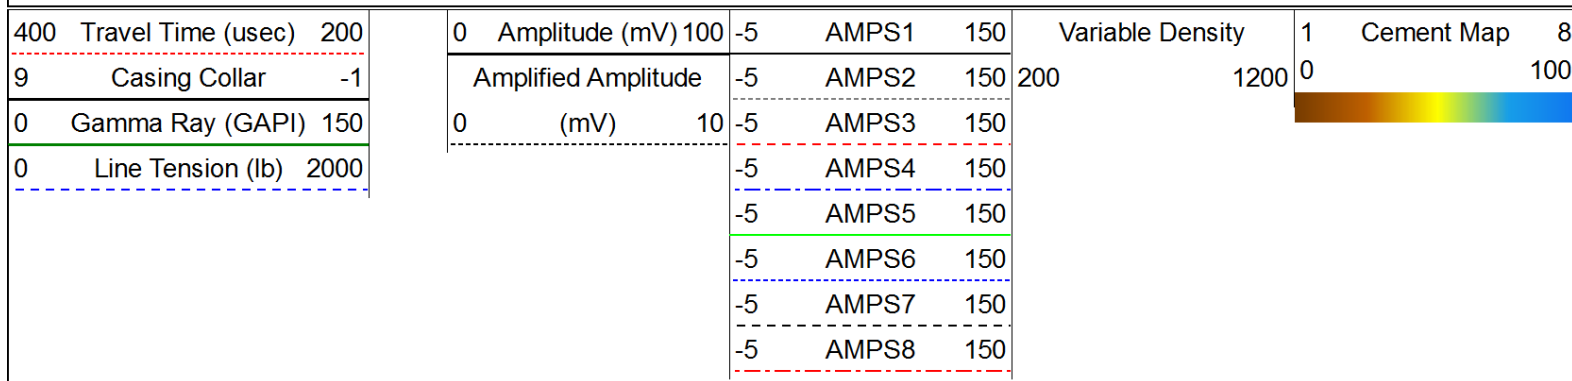 400 Travel Time (usec) 200
9 Casing Collar -1
0 Gamma Ray (GAPI) 150
0 Line Tension (lb) 2000
0 Amplitude (mV) 100
Amplified Amplitude
0 (mV) 10
-5 AMPS1 150
-5 AMPS2 150
-5 AMPS3 150
-5 AMPS4 150
-5 AMPS5 150
-5 AMPS6 150
-5 AMPS7 150
-5 AMPS8 150
Variable Density
200 1200
1 Cement Map 8
0 100